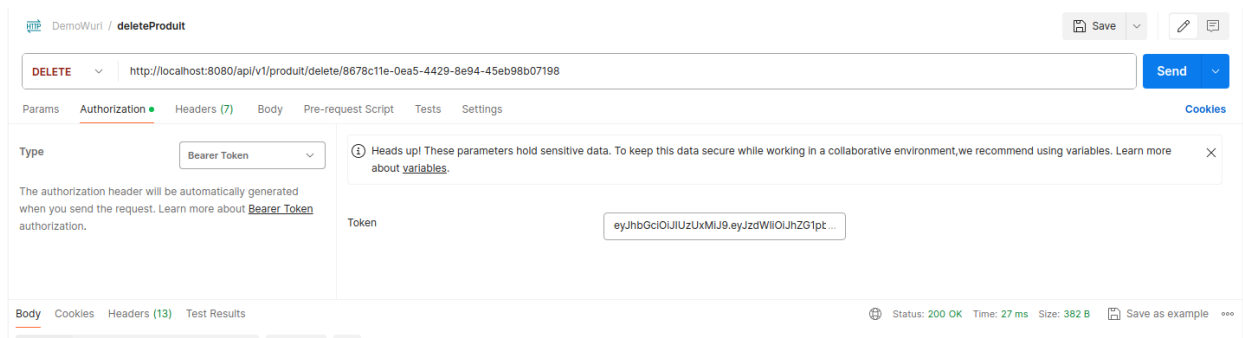 HTTP DemoWurl / deleteProduit Save
DELETE http://localhost:8080/api/v1/produit/delete/8678c11e-0ea5-4429-8e94-45eb98b07198 Send
Params Authorization Headers (7) Body Pre-request Script Tests Settings Cookies
Type Bearer Token
Heads up! These parameters hold sensitive data. To keep this data secure while working in a collaborative environment,we recommend using variables. Learn more
about variables.
The authorization header will be automatically generated
when you send the request. Learn more about Bearer Token
authorization.
Token eyJhbGciOiJIUzUxMiJ9.eyJzdWIiOiJhZG1pb...
Body Cookies Headers (13) Test Results Status: 200 OK Time: 27 ms Size: 382 B Save as example